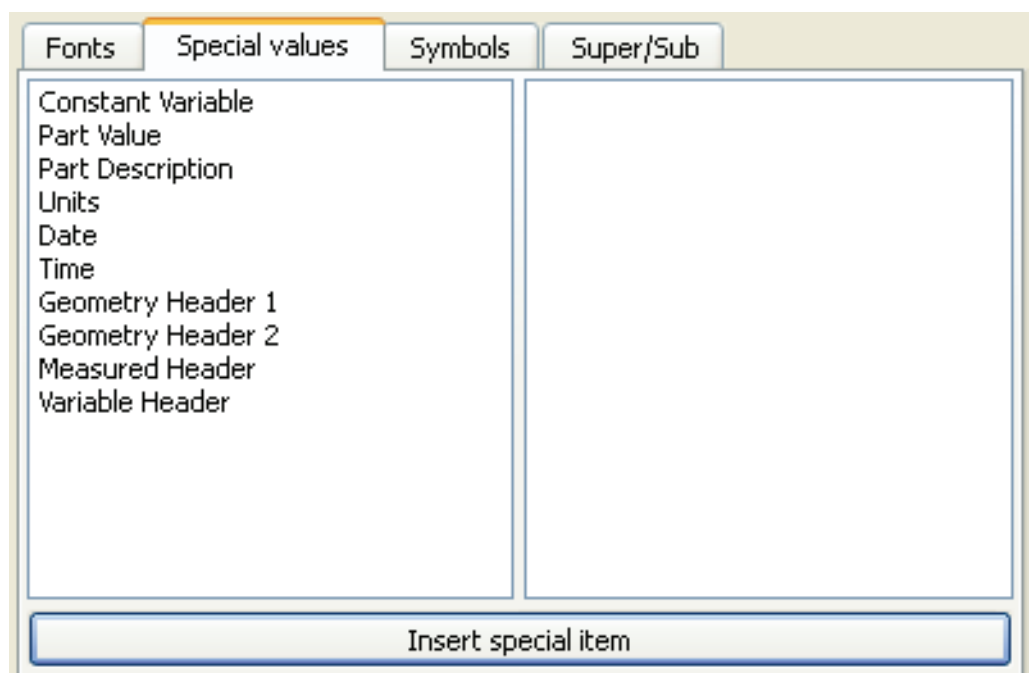 Fonts Special values Symbols Super/Sub
Constant Variable
Part Value
Part Description
Units
Date
Time
Geometry Header 1
Geometry Header 2
Measured Header
Variable Header
Insert special item